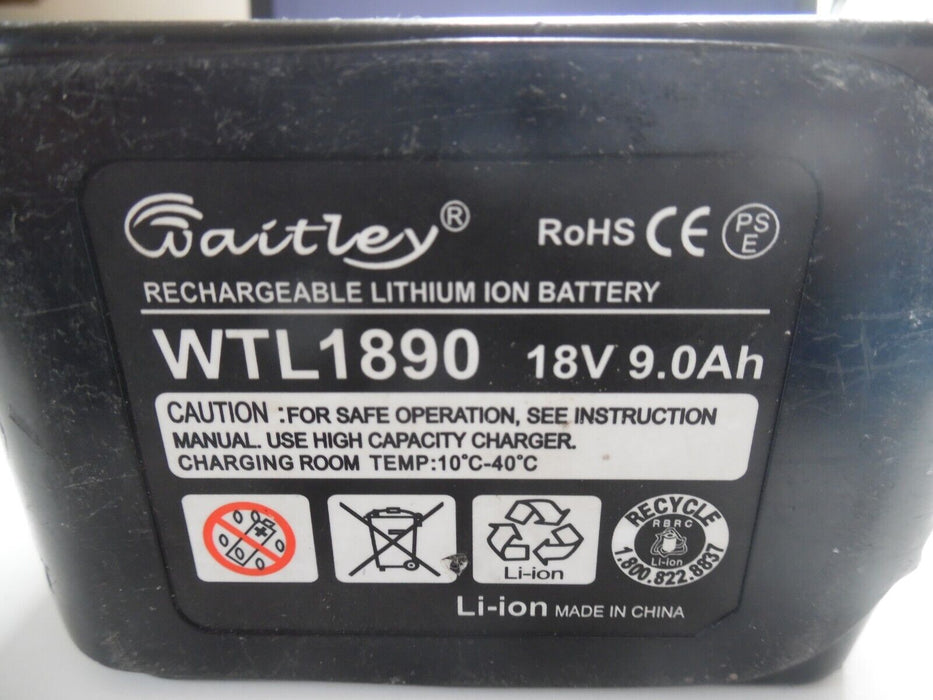 Waitley®
RoHS CE PS E
RECHARGEABLE LITHIUM ION BATTERY
WTL1890 18V 9.0Ah
CAUTION :FOR SAFE OPERATION, SEE INSTRUCTION
MANUAL. USE HIGH CAPACITY CHARGER.
CHARGING ROOM TEMP:10°C-40°C
Li-ion
RECYCLE
RBRC
Li-ion
1.800.822.8837
Li-ion MADE IN CHINA